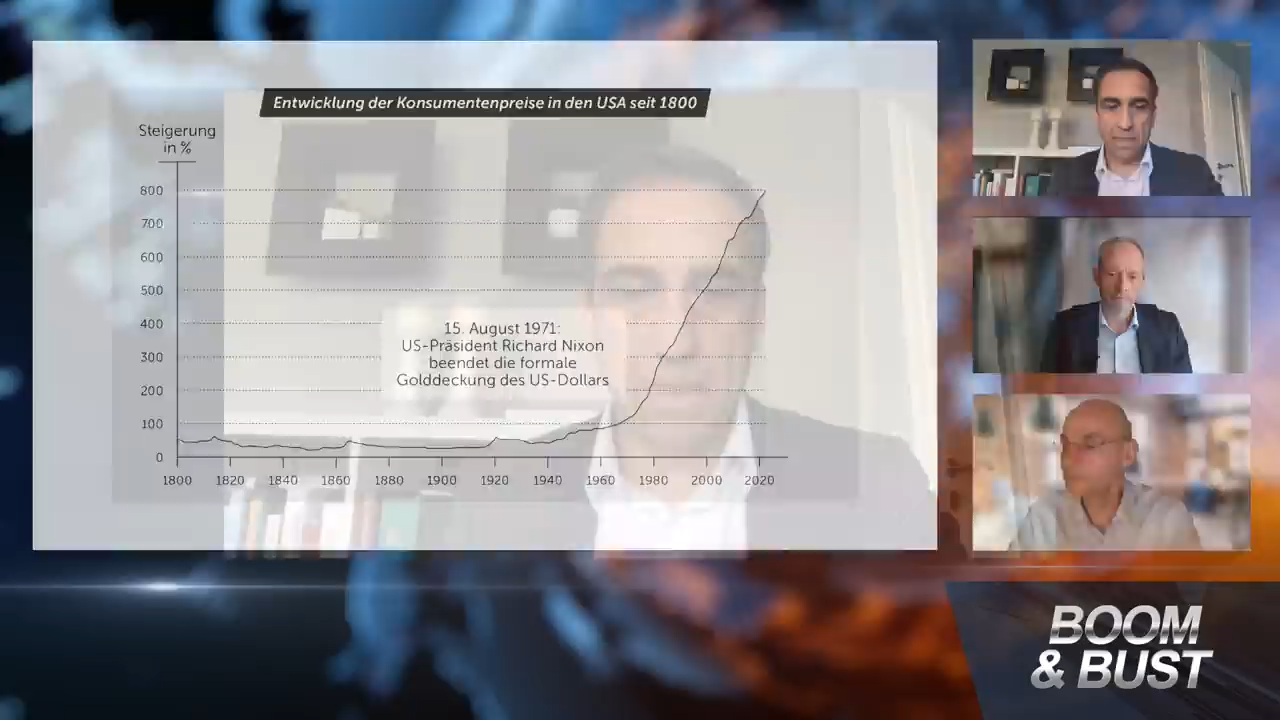 Entwicklung der Konsumentenpreise in den USA seit 1800
Steigerung
in %
800
700
600
500
400
300
200
100
0
15. August 1971:
US-Präsident Richard Nixon
beendet die formale
Golddeckung des US-Dollars
1800 1820 1840 1860 1880 1900 1920 1940 1960 1980 2000 2020
BOOM
& BUST